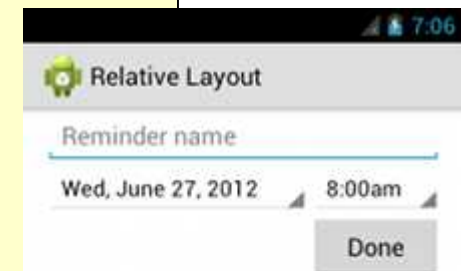 7:06
Relative Layout
Reminder name
Wed, June 27, 2012 8:00am
Done